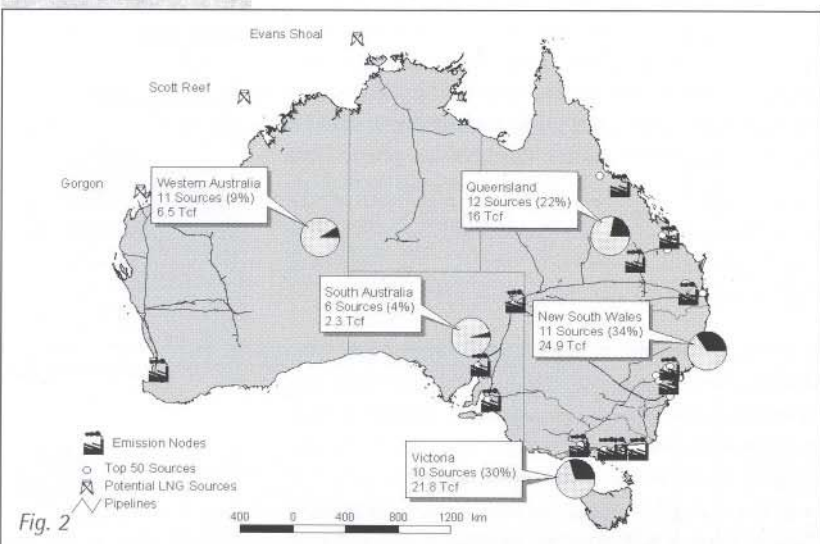 Evans Shoal
Scott Reef
Gorgon
Western Australia
11 Sources (9%)
6.5 Tcf
Queensland
12 Sources (22%)
16 Tcf
South Australia
6 Sources (4%)
2.3 Tcf
New South Wales
11 Sources (34%)
24.9 Tcf
Victoria
10 Sources (30%)
21.8 Tcf
Emission Nodes
Top 50 Sources
Potential LNG Sources
Pipelines
Fig. 2
400 0 400 800 1200 km